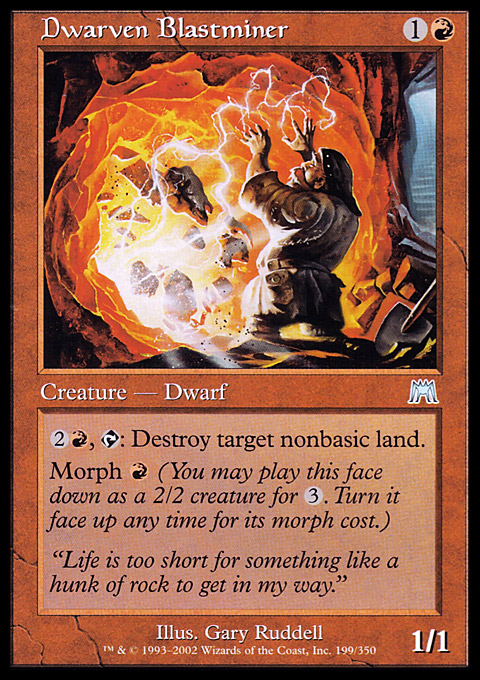 Dwarven Blastminer 1
Creature — Dwarf
2 , : Destroy target nonbasic land.
Morph (You may play this face
down as a 2/2 creature for 3. Turn it
face up any time for its morph cost.)
“Life is too short for something like a
hunk of rock to get in my way.”
Illus. Gary Ruddell
™ & © 1993-2002 Wizards of the Coast, Inc. 199/350
1/1